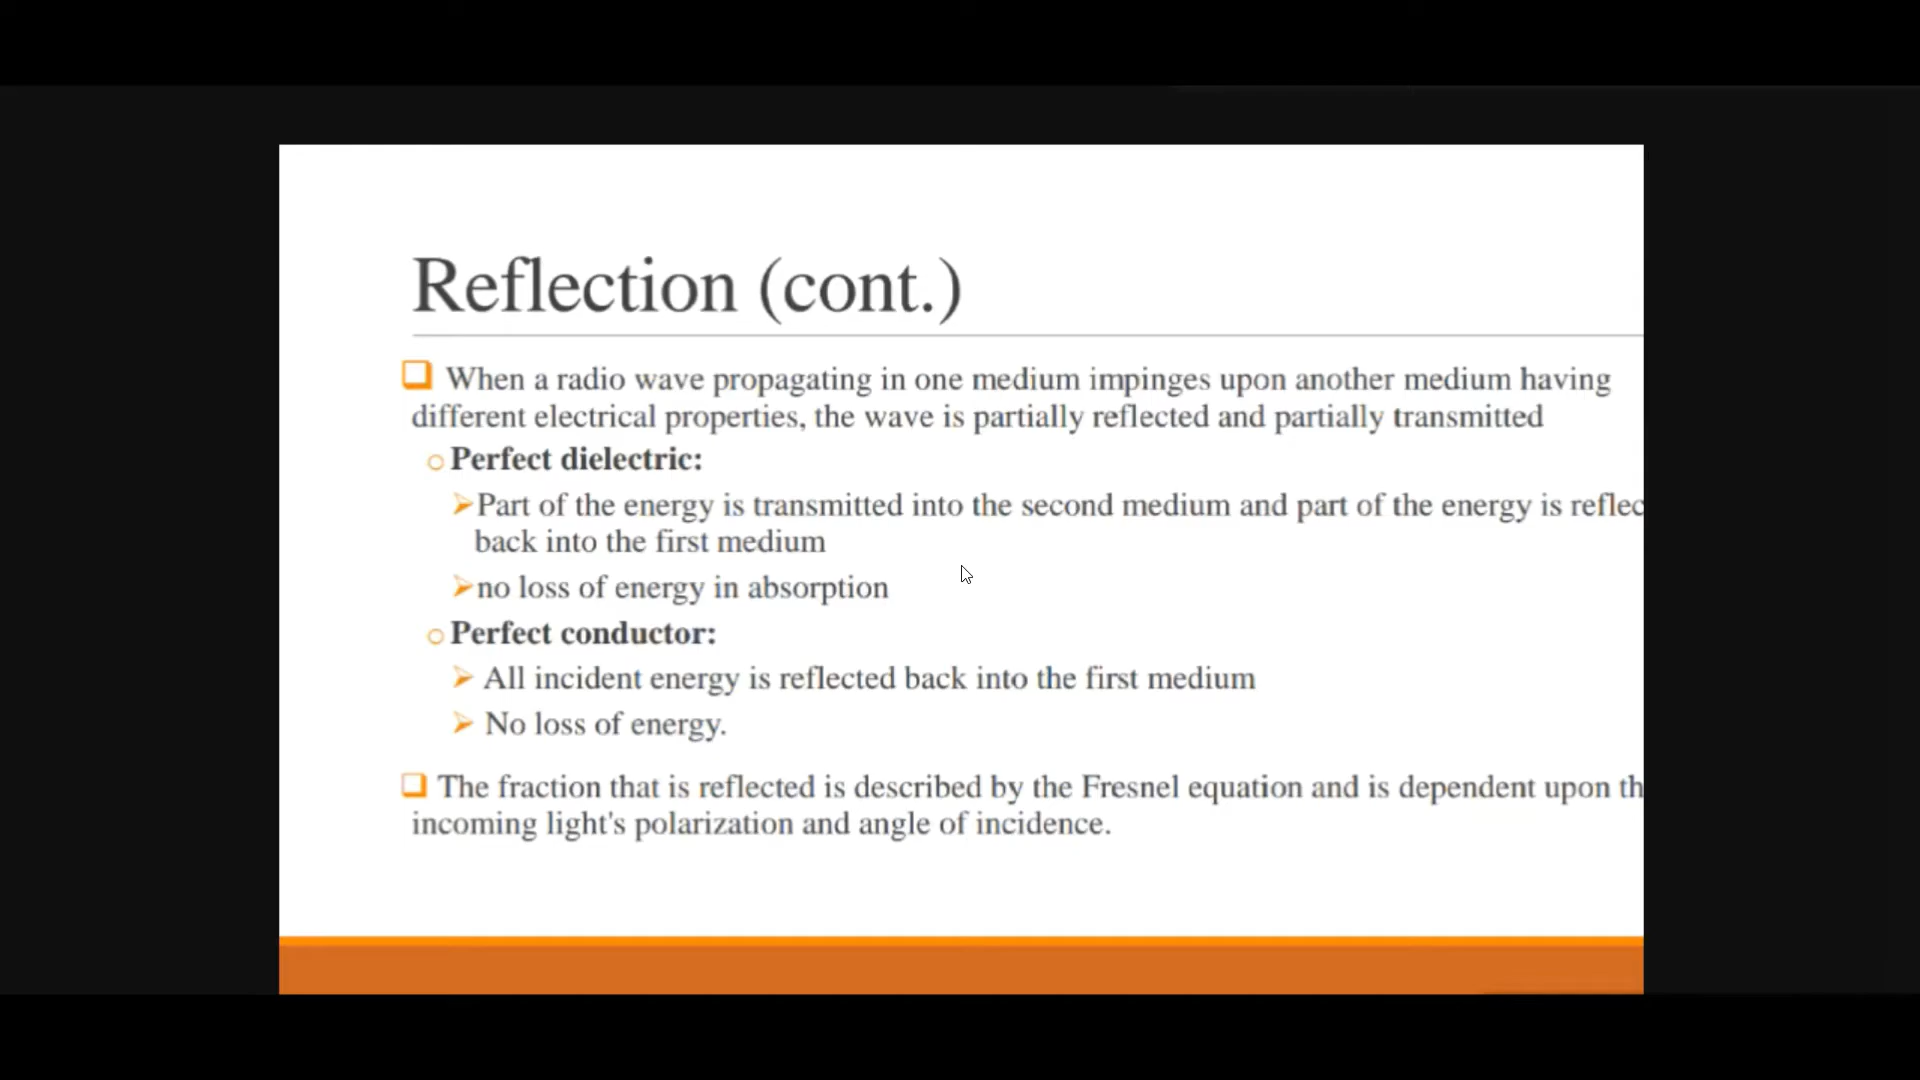 Reflection (cont.)
When a radio wave propagating in one medium impinges upon another medium having
different electrical properties, the wave is partially reflected and partially transmitted
Perfect dielectric:
Part of the energy is transmitted into the second medium and part of the energy is reflec
back into the first medium
no loss of energy in absorption
Perfect conductor:
All incident energy is reflected back into the first medium
No loss of energy.
The fraction that is reflected is described by the Fresnel equation and is dependent upon th
incoming light's polarization and angle of incidence.